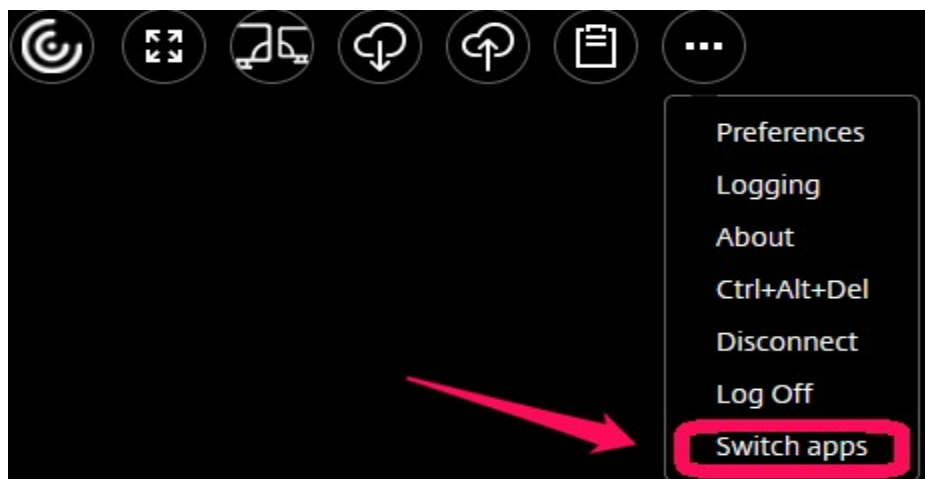 Preferences
Logging
About
Ctrl+Alt+Del
Disconnect
Log Off
Switch apps